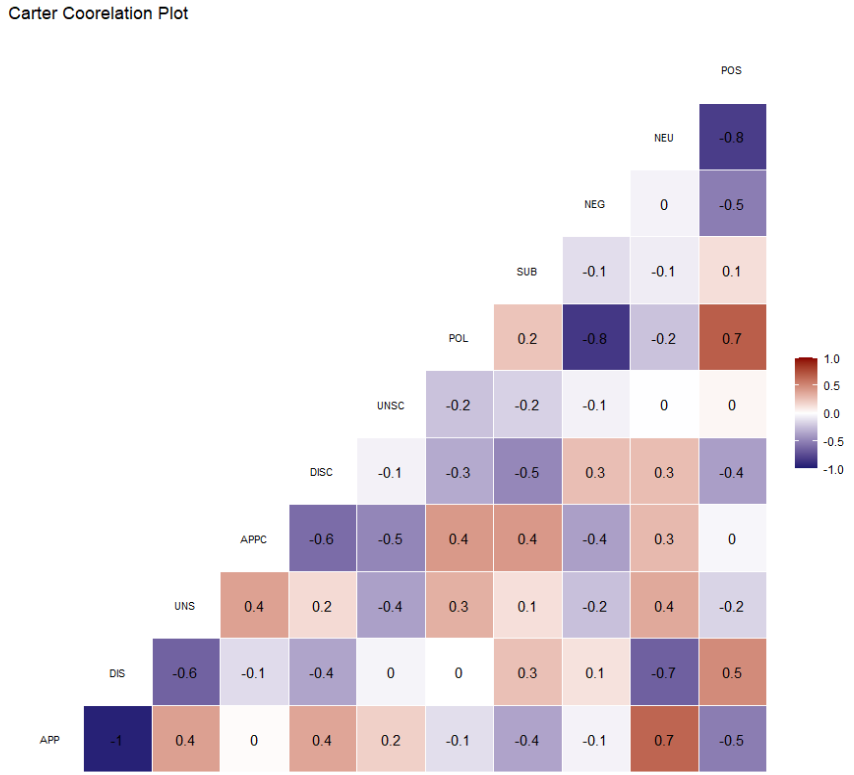 Carter Coorelation Plot
POS
NEU -0.8
NEG 0 -0.5
SUB -0.1 -0.1 0.1
POL 0.2 -0.8 -0.2 0.7
1.0
0.5
0.0
-0.5
-1.0
UNSC -0.2 -0.2 -0.1 0 0
DISC -0.1 -0.3 -0.5 0.3 0.3 -0.4
APPC -0.6 -0.5 0.4 0.4 -0.4 0.3 0
UNS 0.4 0.2 -0.4 0.3 0.1 -0.2 0.4 -0.2
DIS -0.6 -0.1 -0.4 0 0 0.3 0.1 -0.7 0.5
APP -1 0.4 0 0.4 0.2 -0.1 -0.4 -0.1 0.7 -0.5